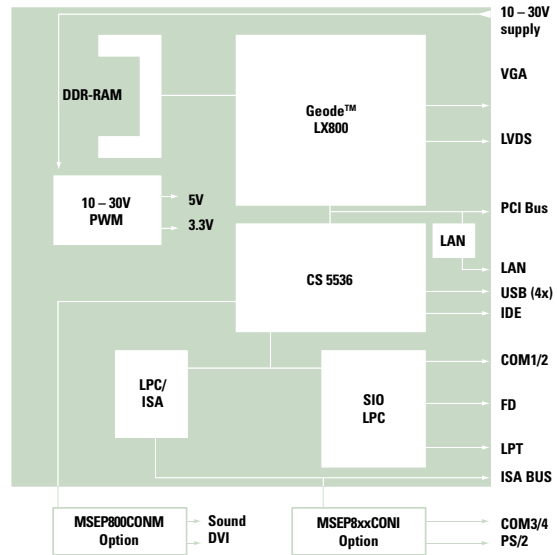 10 – 30V
supply
VGA
DDR-RAM
Geode™
LX800
LVDS
10 – 30V
PWM
5V
3.3V
PCI Bus
LAN
LAN
CS 5536
USB (4x)
IDE
LPC/
ISA
SIO
LPC
COM1/2
FD
LPT
ISA BUS
MSEP800CONM
Option
Sound
DVI
MSEP8xxCONI
Option
COM3/4
PS/2